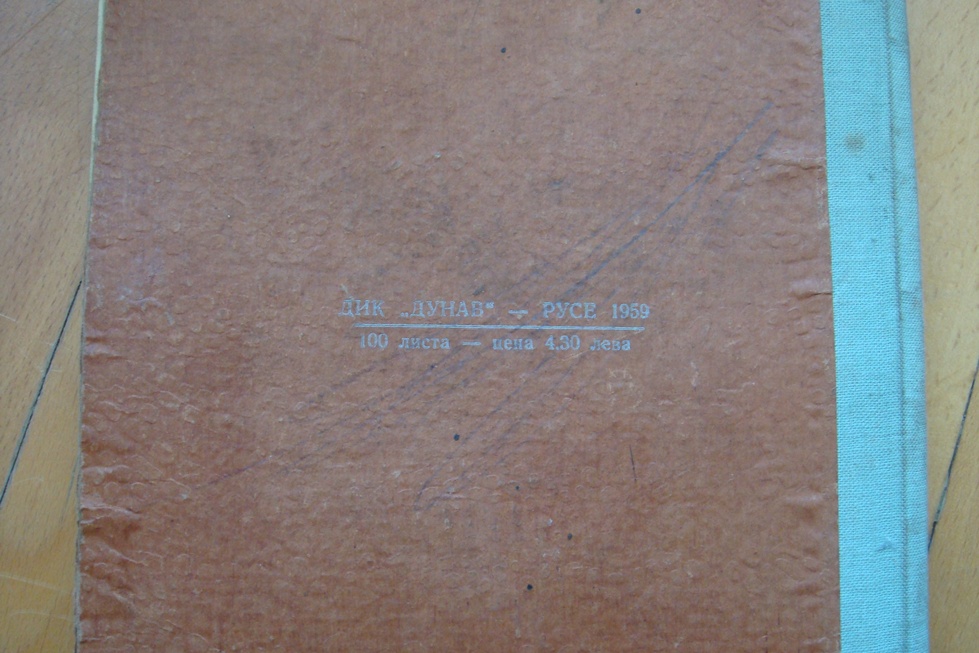 ДИК „ДУНАВ“ — РУСЕ 1959
100 листа — цена 4.30 лева